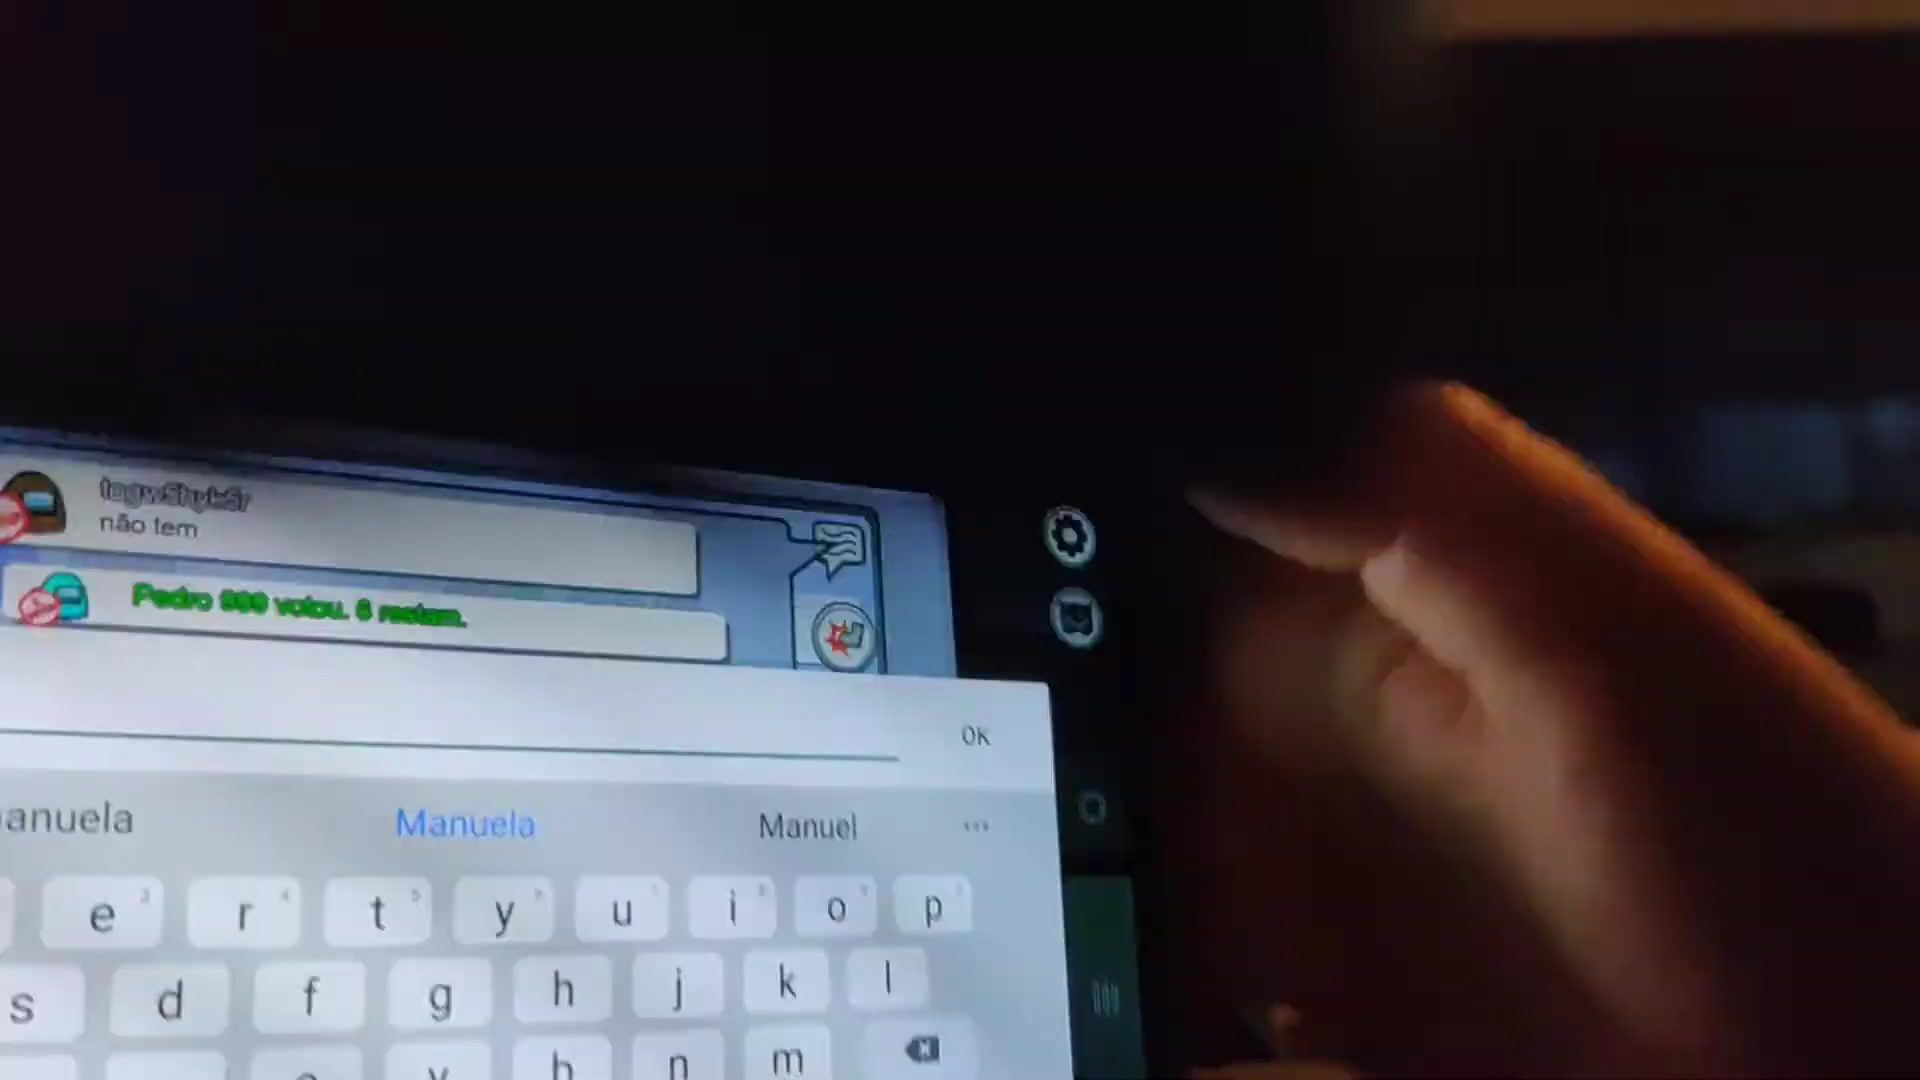 não tem
Pedro 999 votou. 6 restam.
OK
anuela Manuela Manuel ...
e r t y u i o p
s d f g h j k l
v b n m